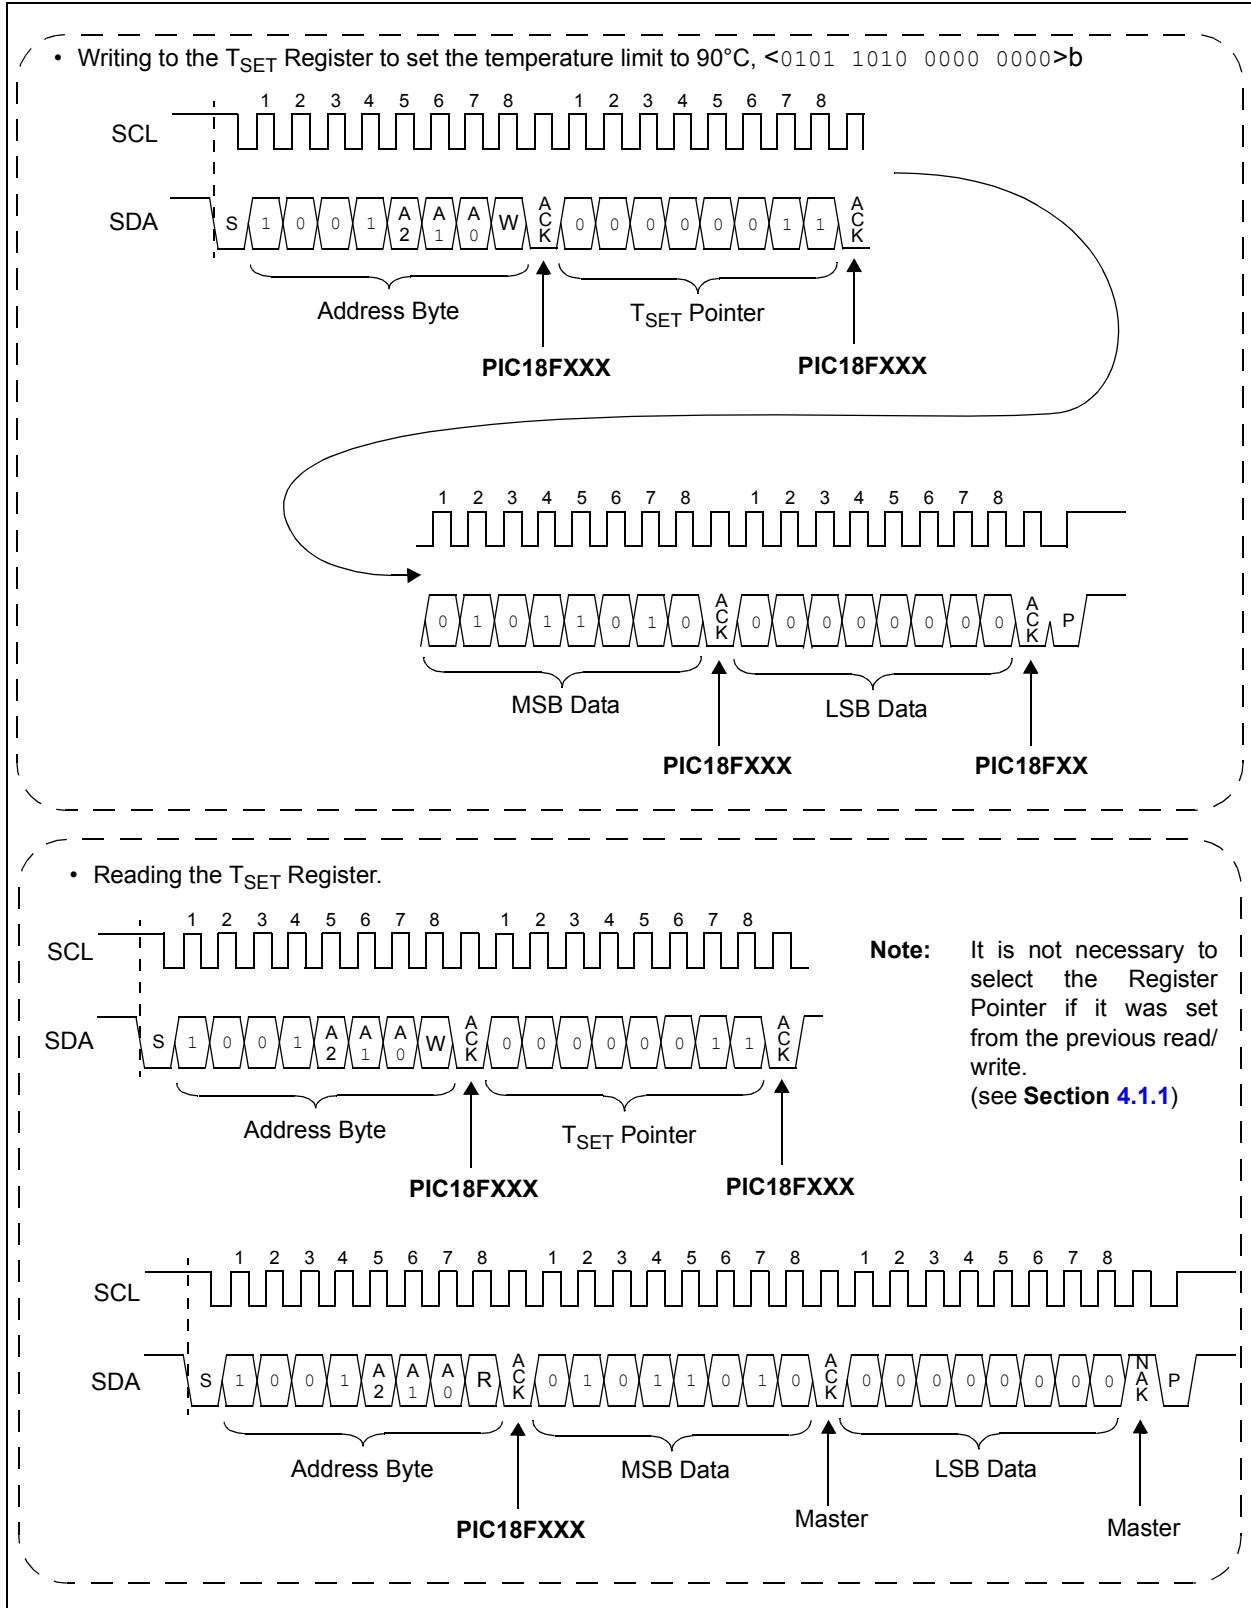 • Writing to the TSET Register to set the temperature limit to 90°C, <0101 1010 0000 0000>b
1 2 3 4 5 6 7 8 1 2 3 4 5 6 7 8
SCL
SDA S 1 0 0 1 A2 A1 A0 W ACK 0 0 0 0 0 0 1 1 ACK
Address Byte TSET Pointer
PIC18FXXX PIC18FXXX
1 2 3 4 5 6 7 8 1 2 3 4 5 6 7 8
0 1 0 1 1 0 1 0 ACK 0 0 0 0 0 0 0 0 ACK P
MSB Data LSB Data
PIC18FXXX PIC18FXX
• Reading the TSET Register.
1 2 3 4 5 6 7 8 1 2 3 4 5 6 7 8
SCL
SDA S 1 0 0 1 A2 A1 A0 W ACK 0 0 0 0 0 0 1 1 ACK
Address Byte TSET Pointer
PIC18FXXX PIC18FXXX
Note: It is not necessary to
select the Register
Pointer if it was set
from the previous read/
write.
(see Section 4.1.1)
1 2 3 4 5 6 7 8 1 2 3 4 5 6 7 8 1 2 3 4 5 6 7 8
SCL
SDA S 1 0 0 1 A2 A1 A0 R ACK 0 1 0 1 1 0 1 0 ACK 0 0 0 0 0 0 0 0 NAK P
Address Byte MSB Data LSB Data
PIC18FXXX Master Master